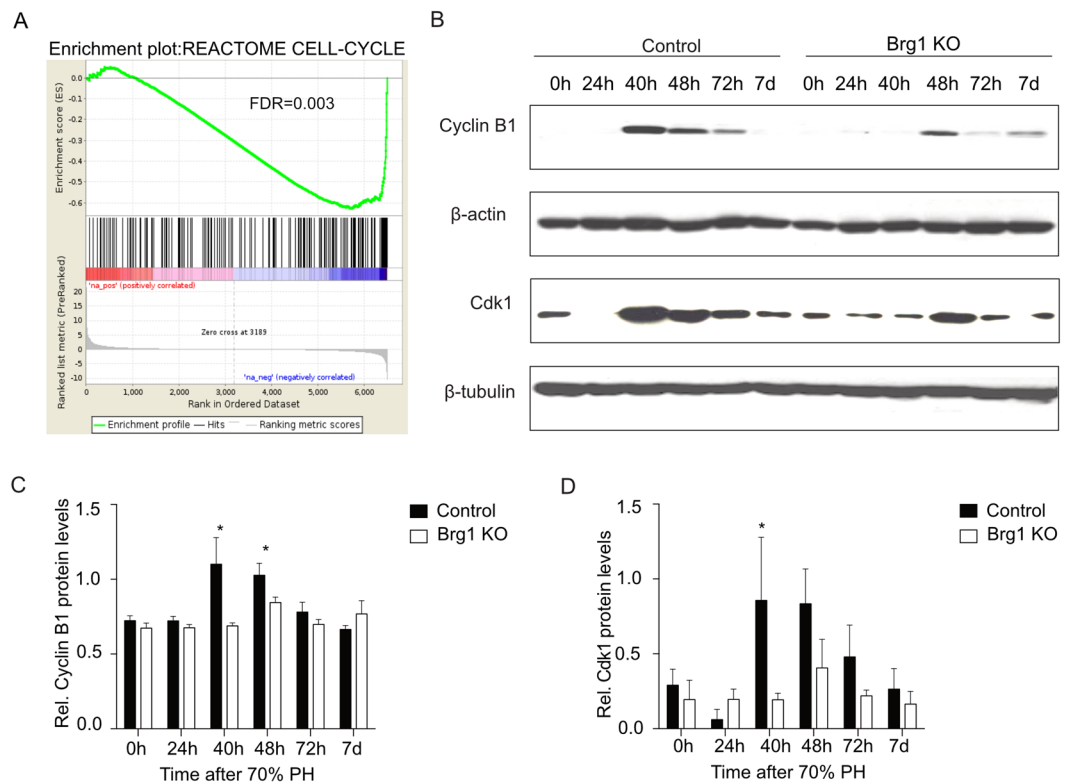 A
Enrichment plot:REACTOME CELL-CYCLE
Enrichment score (ES)
0.0
-0.1
-0.2
-0.3
-0.4
-0.5
-0.6
FDR=0.003
Ranked list metric (PreRanked)
'na_pos' (positively correlated)
20
15
10
5
0
-5
-10
Zero cross at 3189
'na_neg' (negatively correlated)
0 1,000 2,000 3,000 4,000 5,000 6,000
Rank in Ordered Dataset
Enrichment profile Hits Ranking metric scores
B
Control Brg1 KO
0h 24h 40h 48h 72h 7d 0h 24h 40h 48h 72h 7d
Cyclin B1
β-actin
Cdk1
β-tubulin
C
Rel. Cyclin B1 protein levels
1.5
1.0
0.5
0.0
* *
Control
Brg1 KO
0h 24h 40h 48h 72h 7d
Time after 70% PH
D
Rel. Cdk1 protein levels
1.5
1.0
0.5
0.0
*
Control
Brg1 KO
0h 24h 40h 48h 72h 7d
Time after 70% PH